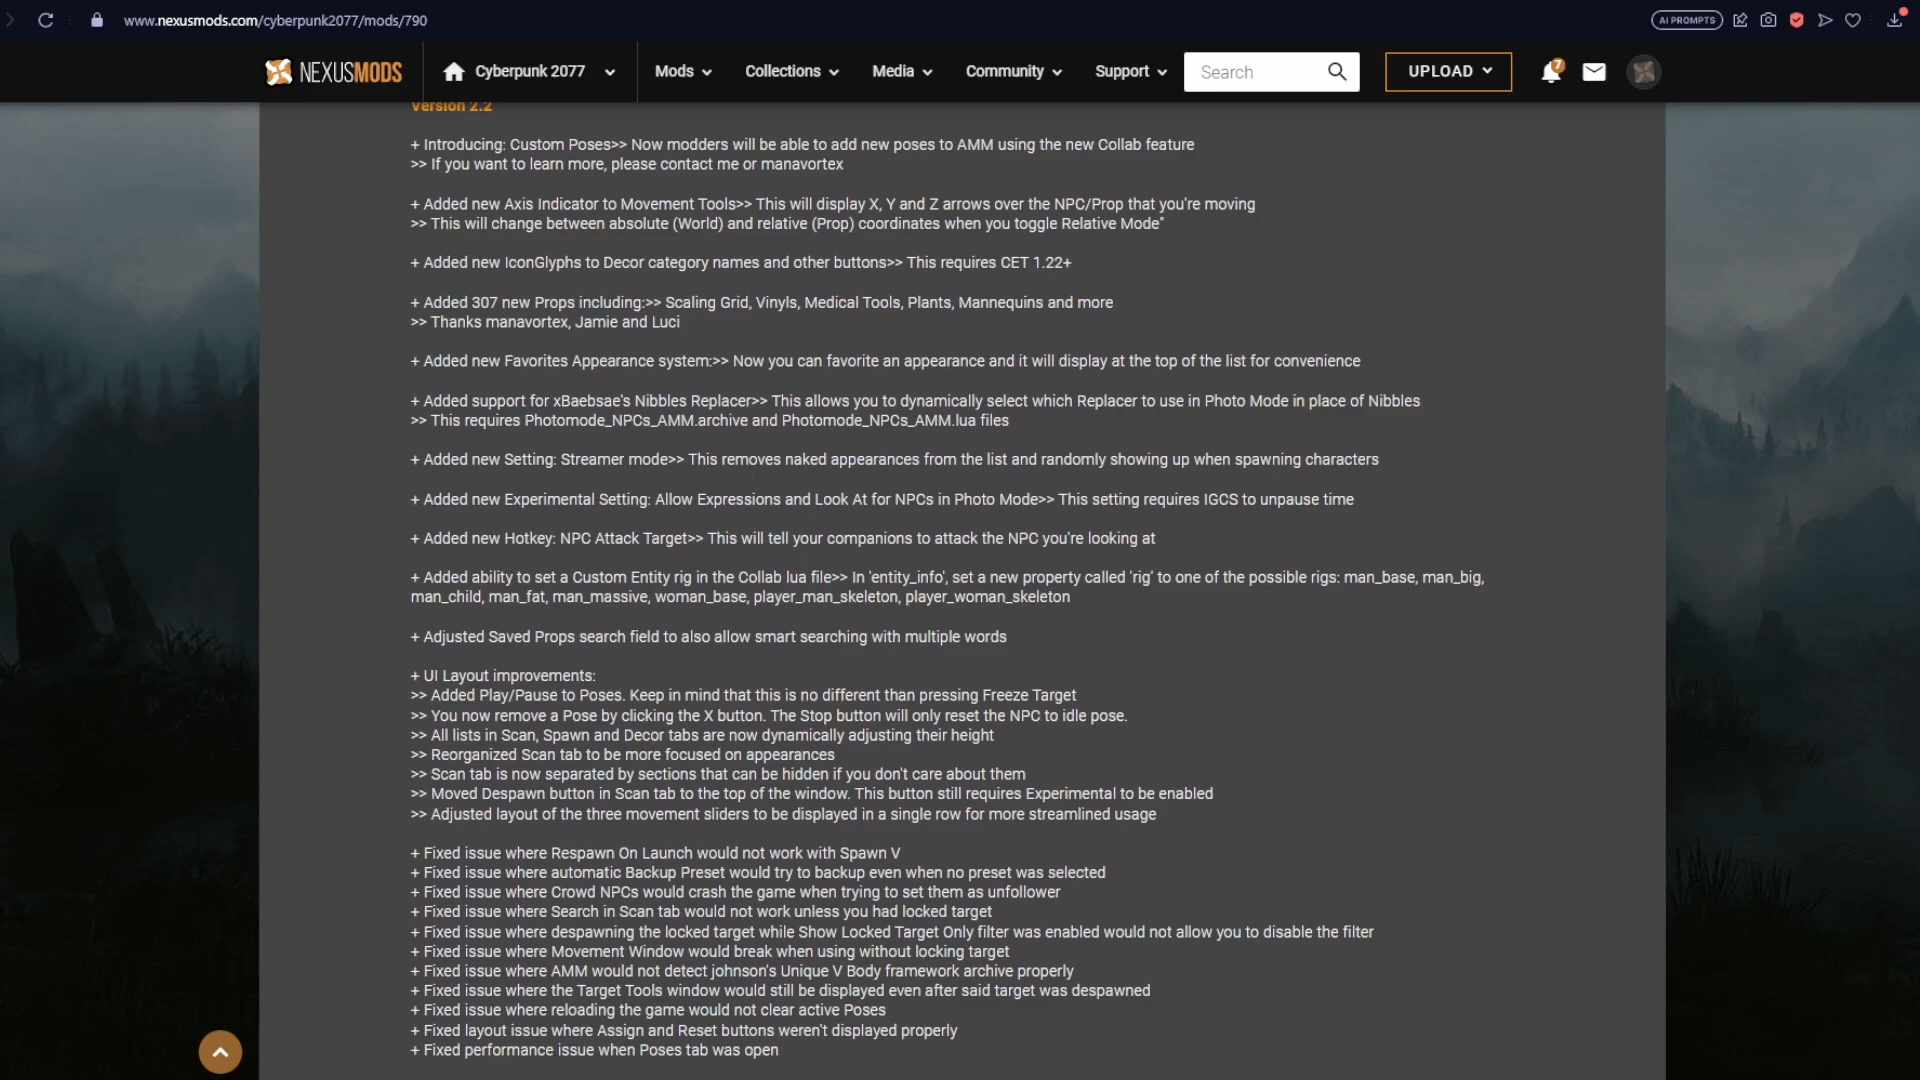 www.nexusmods.com/cyberpunk2077/mods/790
AI PROMPTS
NEXUSMODS
Cyberpunk 2077
Mods
Collections
Media
Community
Support
Search
UPLOAD
7
Version 2.2
+ Introducing: Custom Poses>> Now modders will be able to add new poses to AMM using the new Collab feature
>> If you want to learn more, please contact me or manavortex
+ Added new Axis Indicator to Movement Tools>> This will display X, Y and Z arrows over the NPC/Prop that you're moving
>> This will change between absolute (World) and relative (Prop) coordinates when you toggle Relative Mode"
+ Added new IconGlyphs to Decor category names and other buttons>> This requires CET 1.22+
+ Added 307 new Props including:>> Scaling Grid, Vinyls, Medical Tools, Plants, Mannequins and more
>> Thanks manavortex, Jamie and Luci
+ Added new Favorites Appearance system:>> Now you can favorite an appearance and it will display at the top of the list for convenience
+ Added support for xBaebsae's Nibbles Replacer>> This allows you to dynamically select which Replacer to use in Photo Mode in place of Nibbles
>> This requires Photomode_NPCs_AMM.archive and Photomode_NPCs_AMM.lua files
+ Added new Setting: Streamer mode>> This removes naked appearances from the list and randomly showing up when spawning characters
+ Added new Experimental Setting: Allow Expressions and Look At for NPCs in Photo Mode>> This setting requires IGCS to unpause time
+ Added new Hotkey: NPC Attack Target>> This will tell your companions to attack the NPC you're looking at
+ Added ability to set a Custom Entity rig in the Collab lua file>> In 'entity_info', set a new property called 'rig' to one of the possible rigs: man_base, man_big,
man_child, man_fat, man_massive, woman_base, player_man_skeleton, player_woman_skeleton
+ Adjusted Saved Props search field to also allow smart searching with multiple words
+ UI Layout improvements:
>> Added Play/Pause to Poses. Keep in mind that this is no different than pressing Freeze Target
>> You now remove a Pose by clicking the X button. The Stop button will only reset the NPC to idle pose.
>> All lists in Scan, Spawn and Decor tabs are now dynamically adjusting their height
>> Reorganized Scan tab to be more focused on appearances
>> Scan tab is now separated by sections that can be hidden if you don't care about them
>> Moved Despawn button in Scan tab to the top of the window. This button still requires Experimental to be enabled
>> Adjusted layout of the three movement sliders to be displayed in a single row for more streamlined usage
+ Fixed issue where Respawn On Launch would not work with Spawn V
+ Fixed issue where automatic Backup Preset would try to backup even when no preset was selected
+ Fixed issue where Crowd NPCs would crash the game when trying to set them as unfollower
+ Fixed issue where Search in Scan tab would not work unless you had locked target
+ Fixed issue where despawning the locked target while Show Locked Target Only filter was enabled would not allow you to disable the filter
+ Fixed issue where Movement Window would break when using without locking target
+ Fixed issue where AMM would not detect johnson's Unique V Body framework archive properly
+ Fixed issue where the Target Tools window would still be displayed even after said target was despawned
+ Fixed issue where reloading the game would not clear active Poses
+ Fixed layout issue where Assign and Reset buttons weren't displayed properly
+ Fixed performance issue when Poses tab was open